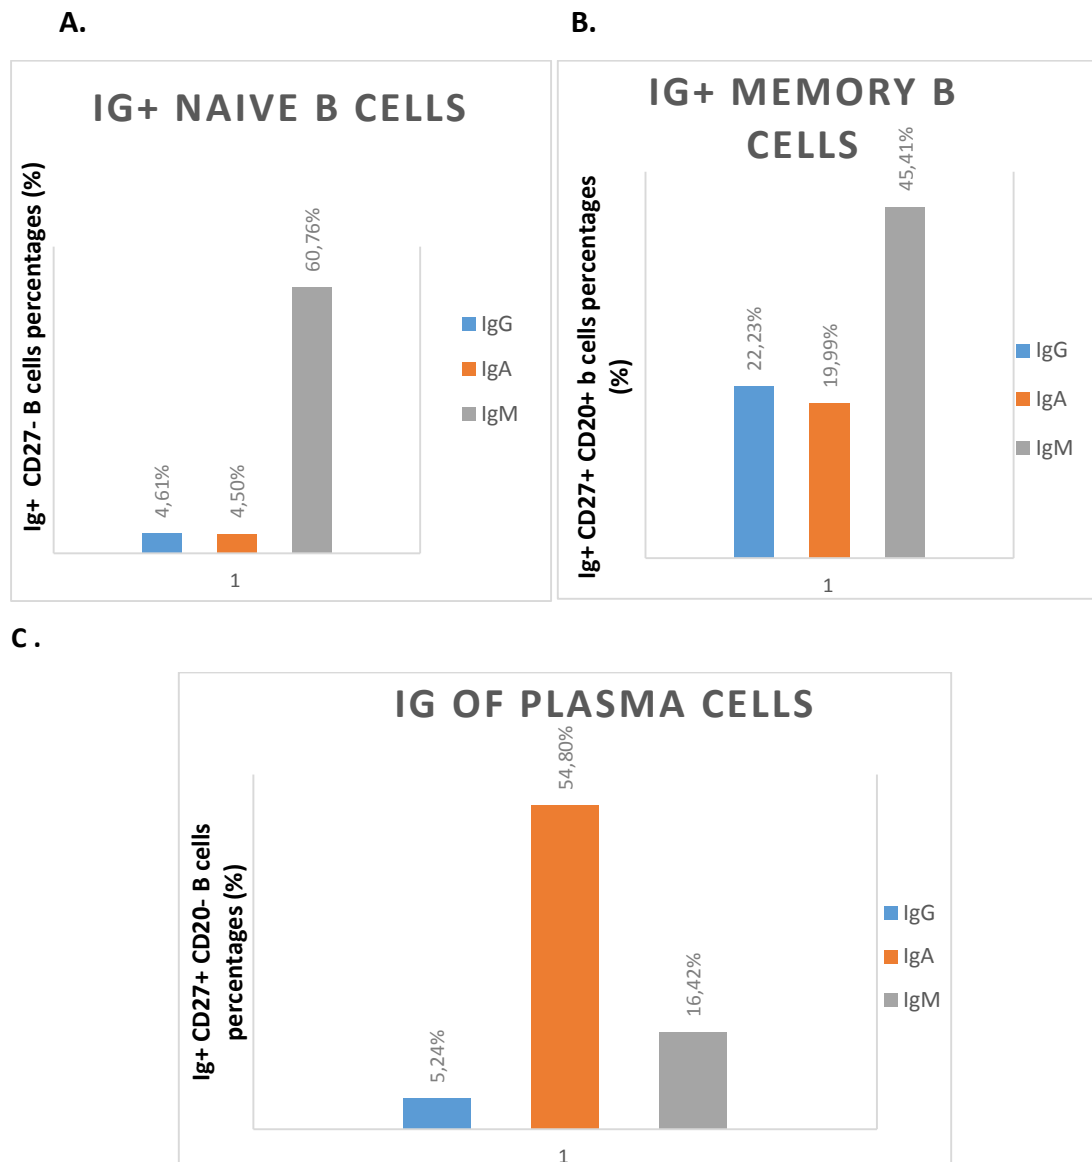 A.
IG+ NAIVE B CELLS
Ig+ CD27- B cells percentages (%)
4,61%
4,50%
60,76%
1
IgG
IgA
IgM
B.
IG+ MEMORY B
CELLS
Ig+ CD27+ CD20+ b cells percentages
(%)
22,23%
19,99%
45,41%
1
IgG
IgA
IgM
C .
IG OF PLASMA CELLS
Ig+ CD27+ CD20- B cells
percentages (%)
5,24%
54,80%
16,42%
1
IgG
IgA
IgM